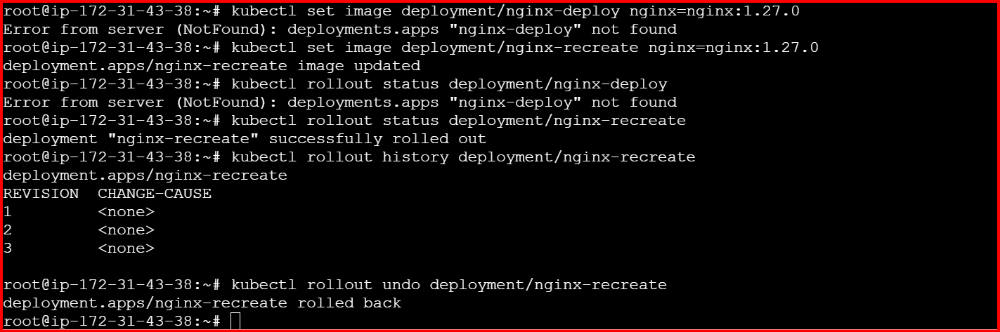 root@ip-172-31-43-38:~# kubectl set image deployment/nginx-deploy nginx=nginx:1.27.0
Error from server (NotFound): deployments.apps "nginx-deploy" not found
root@ip-172-31-43-38:~# kubectl set image deployment/nginx-recreate nginx=nginx:1.27.0
deployment.apps/nginx-recreate image updated
root@ip-172-31-43-38:~# kubectl rollout status deployment/nginx-deploy
Error from server (NotFound): deployments.apps "nginx-deploy" not found
root@ip-172-31-43-38:~# kubectl rollout status deployment/nginx-recreate
deployment "nginx-recreate" successfully rolled out
root@ip-172-31-43-38:~# kubectl rollout history deployment/nginx-recreate
deployment.apps/nginx-recreate
REVISION  CHANGE-CAUSE
1         <none>
2         <none>
3         <none>
root@ip-172-31-43-38:~# kubectl rollout undo deployment/nginx-recreate
deployment.apps/nginx-recreate rolled back
root@ip-172-31-43-38:~#